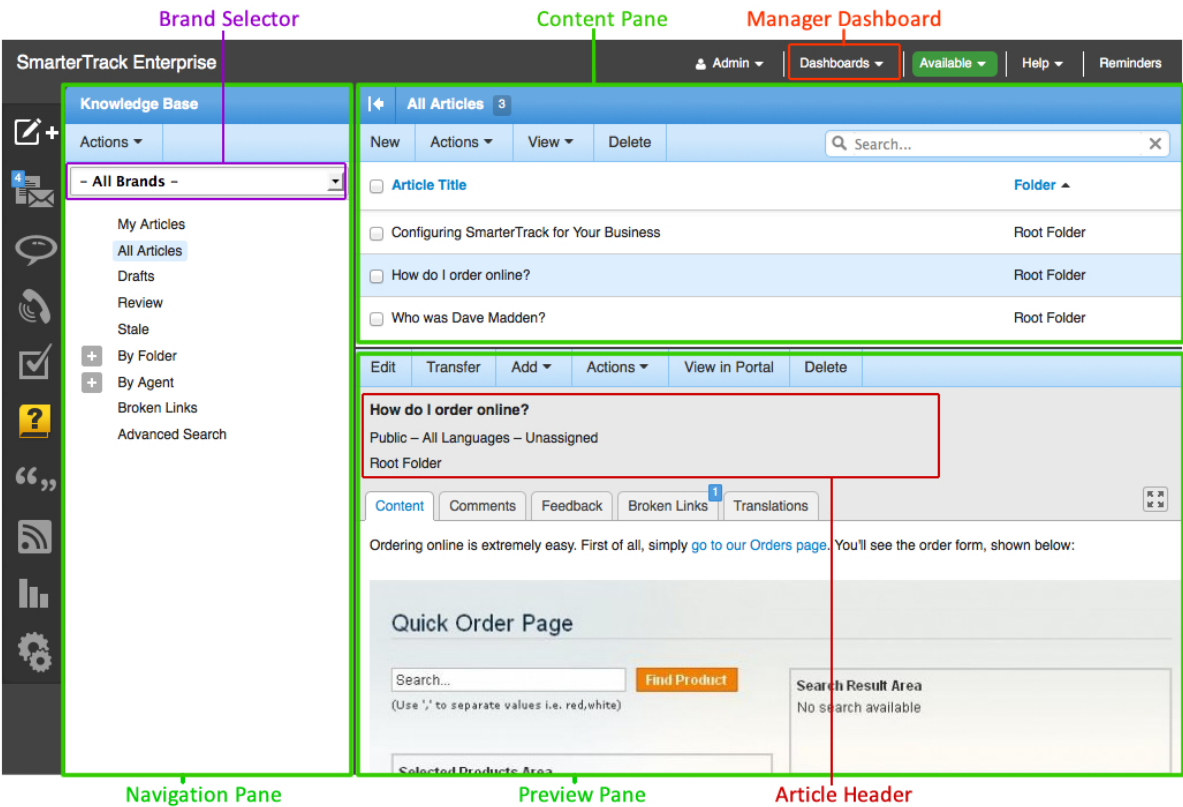 Brand Selector
Content Pane
Manager Dashboard
SmarterTrack Enterprise
Admin
Dashboards
Available
Help
Reminders
Knowledge Base
All Articles 3
Actions
New
Actions
View
Delete
Search...
4
– All Brands –
Article Title
Folder
My Articles
All Articles
Drafts
Review
Stale
By Folder
By Agent
Broken Links
Advanced Search
Configuring SmarterTrack for Your Business
Root Folder
How do I order online?
Root Folder
Who was Dave Madden?
Root Folder
Edit
Transfer
Add
Actions
View in Portal
Delete
How do I order online?
Public – All Languages – Unassigned
Root Folder
Content
Comments
Feedback
Broken Links
1
Translations
Ordering online is extremely easy. First of all, simply go to our Orders page. You'll see the order form, shown below:
Quick Order Page
Search...
Find Product
(Use ',' to separate values i.e. red,white)
Search Result Area
No search available
Selected Products Area
Navigation Pane
Preview Pane
Article Header